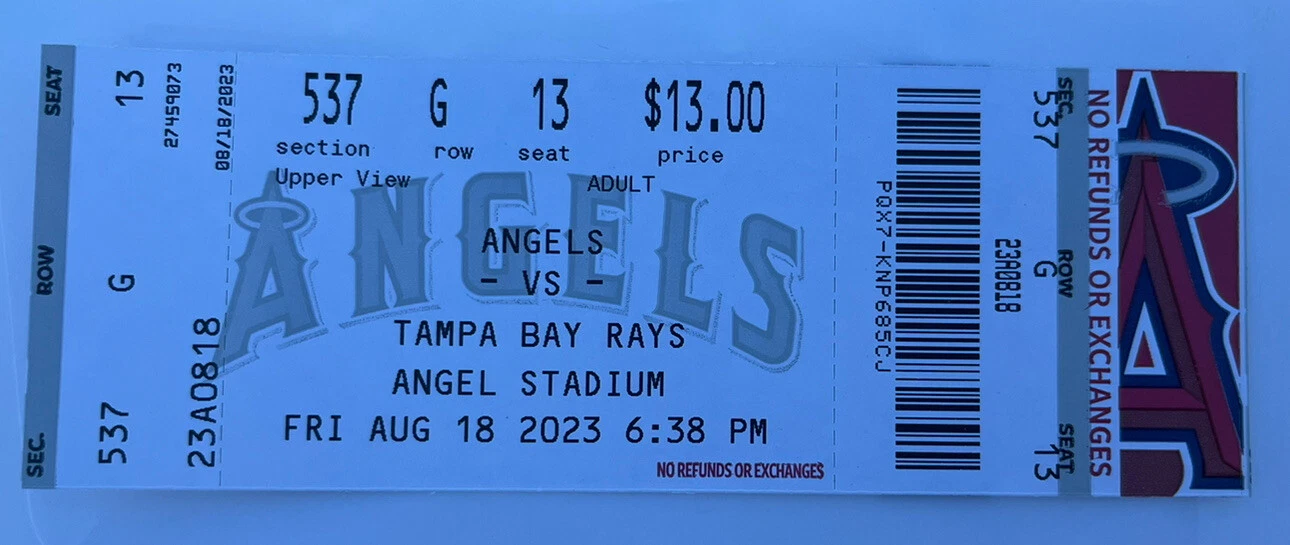 SEAT
ROW
SEC.
13
G
537
27459073
08/18/2023
23A0818
537 G 13 $13.00
section row seat price
Upper View ADULT
ANGELS
ANGELS
- VS -
TAMPA BAY RAYS
ANGEL STADIUM
FRI AUG 18 2023 6:38 PM
NO REFUNDS OR EXCHANGES
PQX7-KNP685CJ
23A0818
SEC. ROW SEAT
537 G 13
NO REFUNDS OR EXCHANGES
A